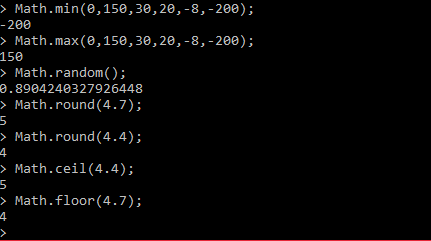 > Math.min(0,150,30,20,-8,-200);
-200
> Math.max(0,150,30,20,-8,-200);
150
> Math.random();
0.8904240327926448
> Math.round(4.7);
5
> Math.round(4.4);
4
> Math.ceil(4.4);
5
> Math.floor(4.7);
4
>